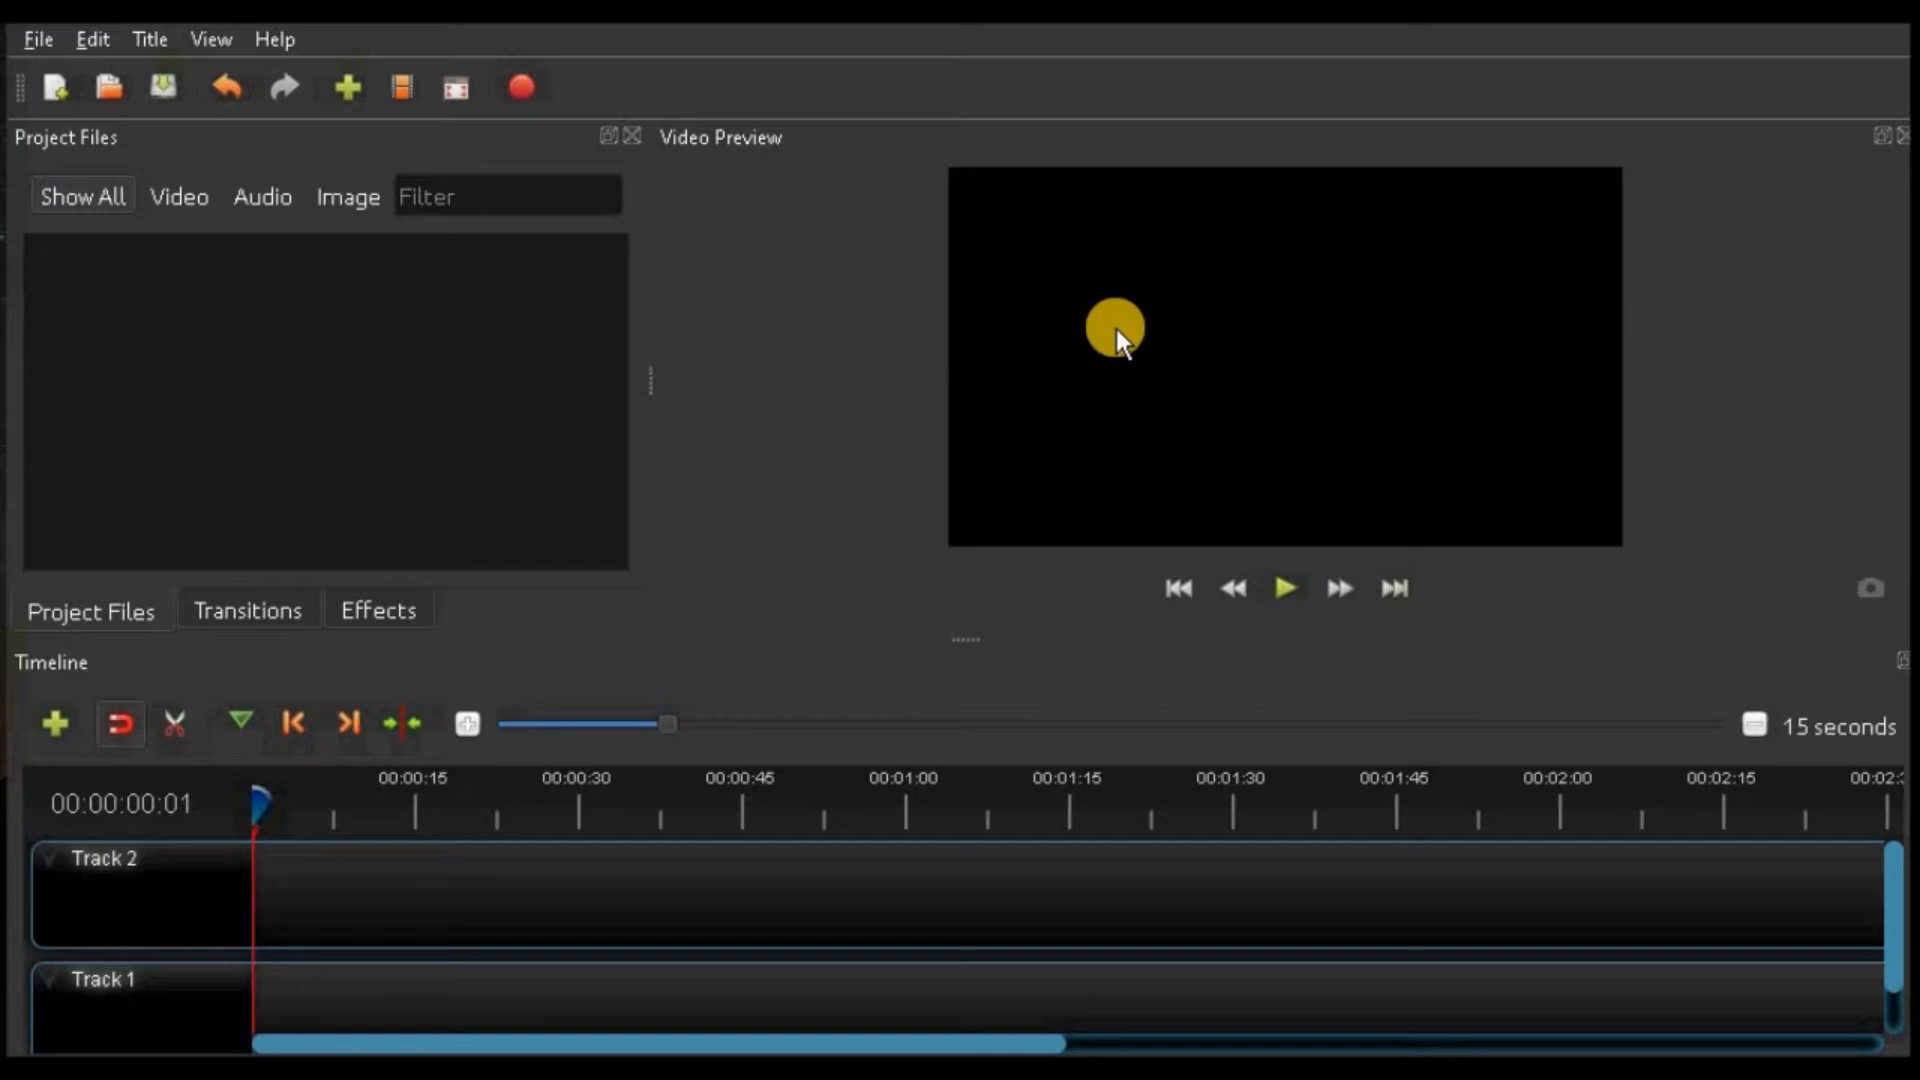 File Edit Title View Help
Project Files
Video Preview
Show All Video Audio Image Filter
Project Files Transitions Effects
Timeline
15 seconds
00:00:00:01
00:00:15 00:00:30 00:00:45 00:01:00 00:01:15 00:01:30 00:01:45 00:02:00 00:02:15
Track 2
Track 1